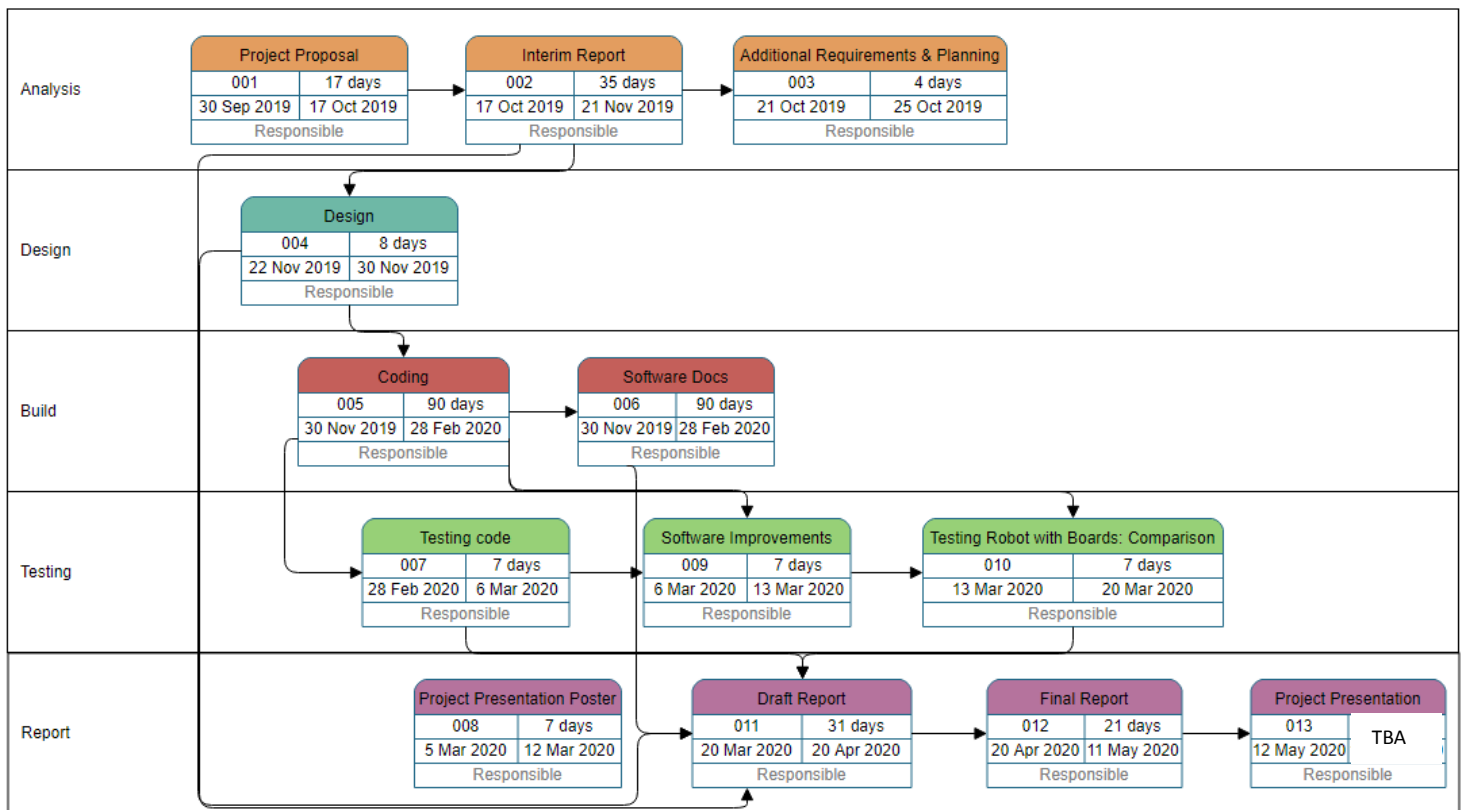 Analysis
Project Proposal
001 17 days
30 Sep 2019 17 Oct 2019
Responsible
Interim Report
002 35 days
17 Oct 2019 21 Nov 2019
Responsible
Additional Requirements & Planning
003 4 days
21 Oct 2019 25 Oct 2019
Responsible
Design
Design
004 8 days
22 Nov 2019 30 Nov 2019
Responsible
Build
Coding
005 90 days
30 Nov 2019 28 Feb 2020
Responsible
Software Docs
006 90 days
30 Nov 2019 28 Feb 2020
Responsible
Testing
Testing code
007 7 days
28 Feb 2020 6 Mar 2020
Responsible
Software Improvements
009 7 days
6 Mar 2020 13 Mar 2020
Responsible
Testing Robot with Boards: Comparison
010 7 days
13 Mar 2020 20 Mar 2020
Responsible
Report
Project Presentation Poster
008 7 days
5 Mar 2020 12 Mar 2020
Responsible
Draft Report
011 31 days
20 Mar 2020 20 Apr 2020
Responsible
Final Report
012 21 days
20 Apr 2020 11 May 2020
Responsible
Project Presentation
013
12 May 2020 TBA
Responsible